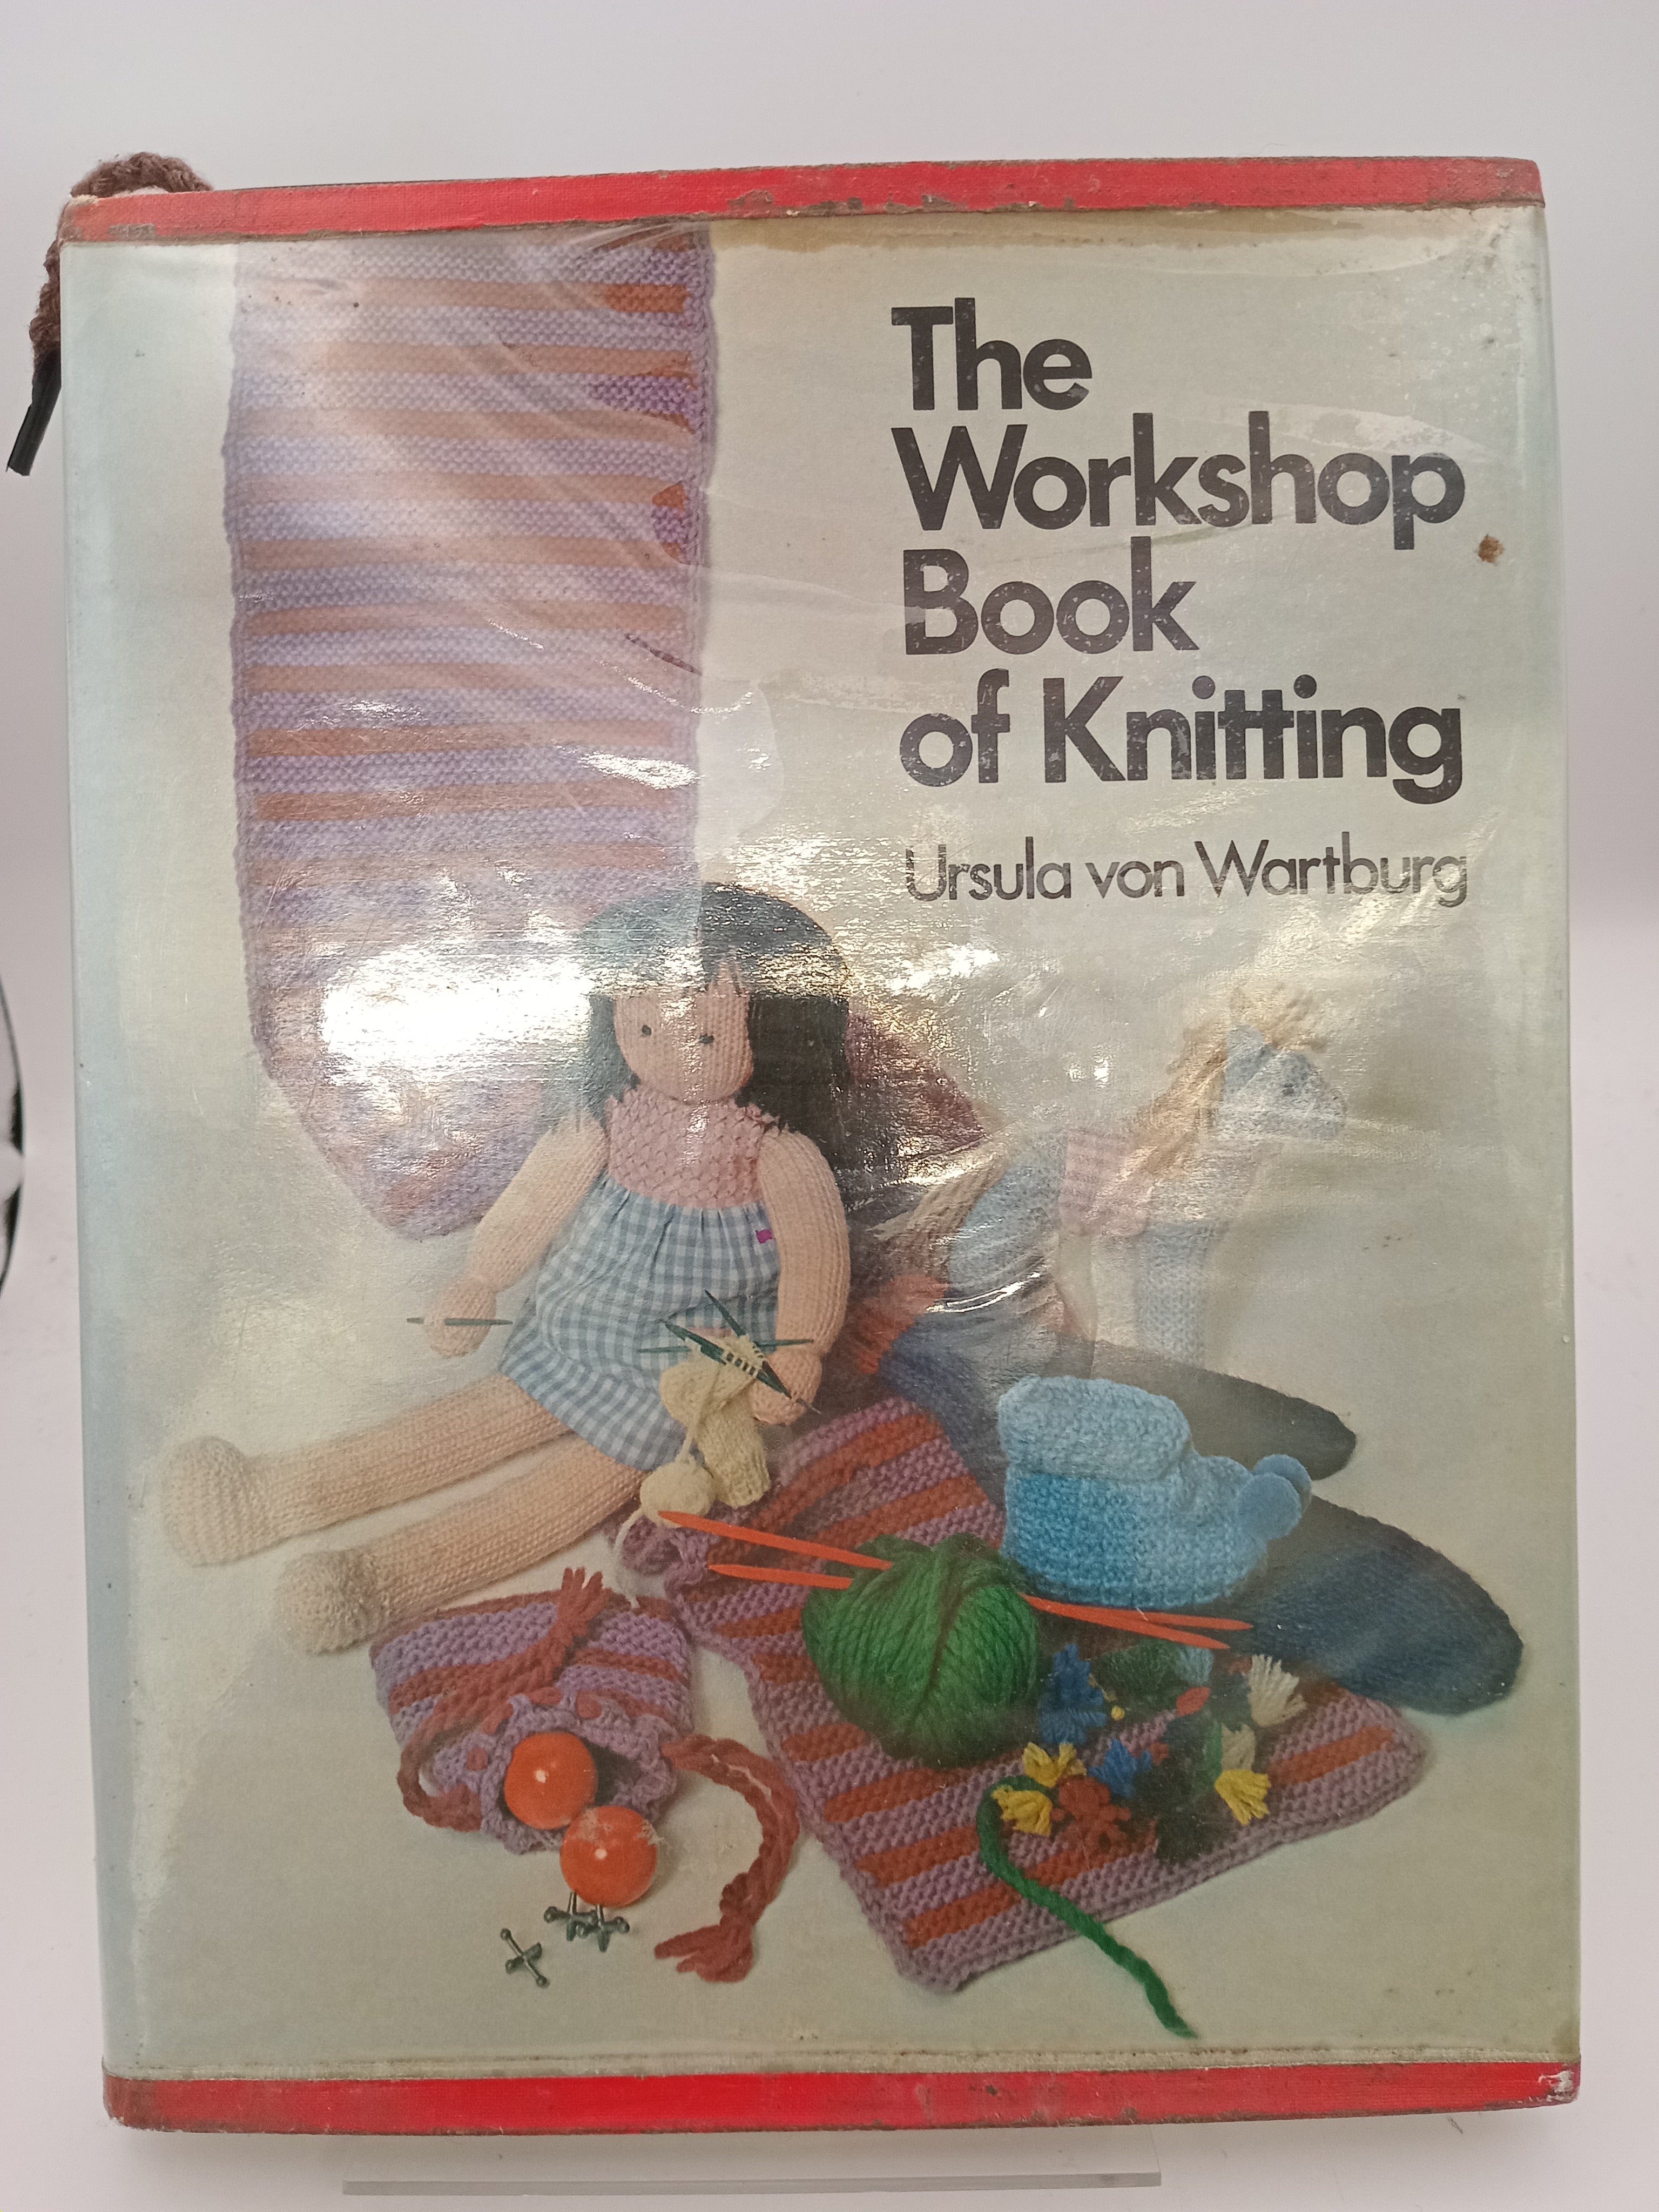 The
Workshop
Book
of Knitting
Ursula von Wartburg